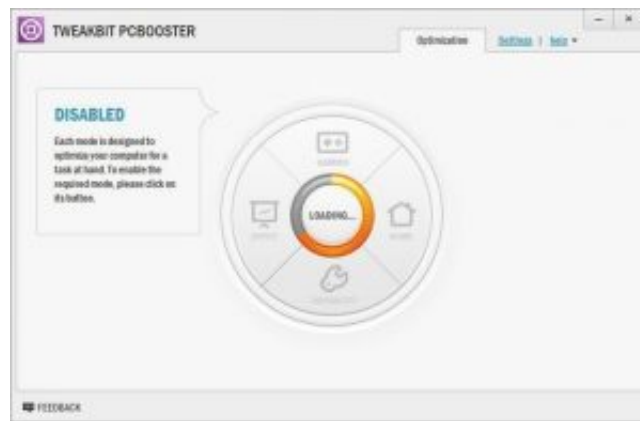 TWEAKBIT PCBOOSTER
Optimization Settings | Help
DISABLED
Each mode is designed to
optimize your computer for a
task at hand. To enable the
required mode, please click on
its button.
LOADING...
FEEDBACK